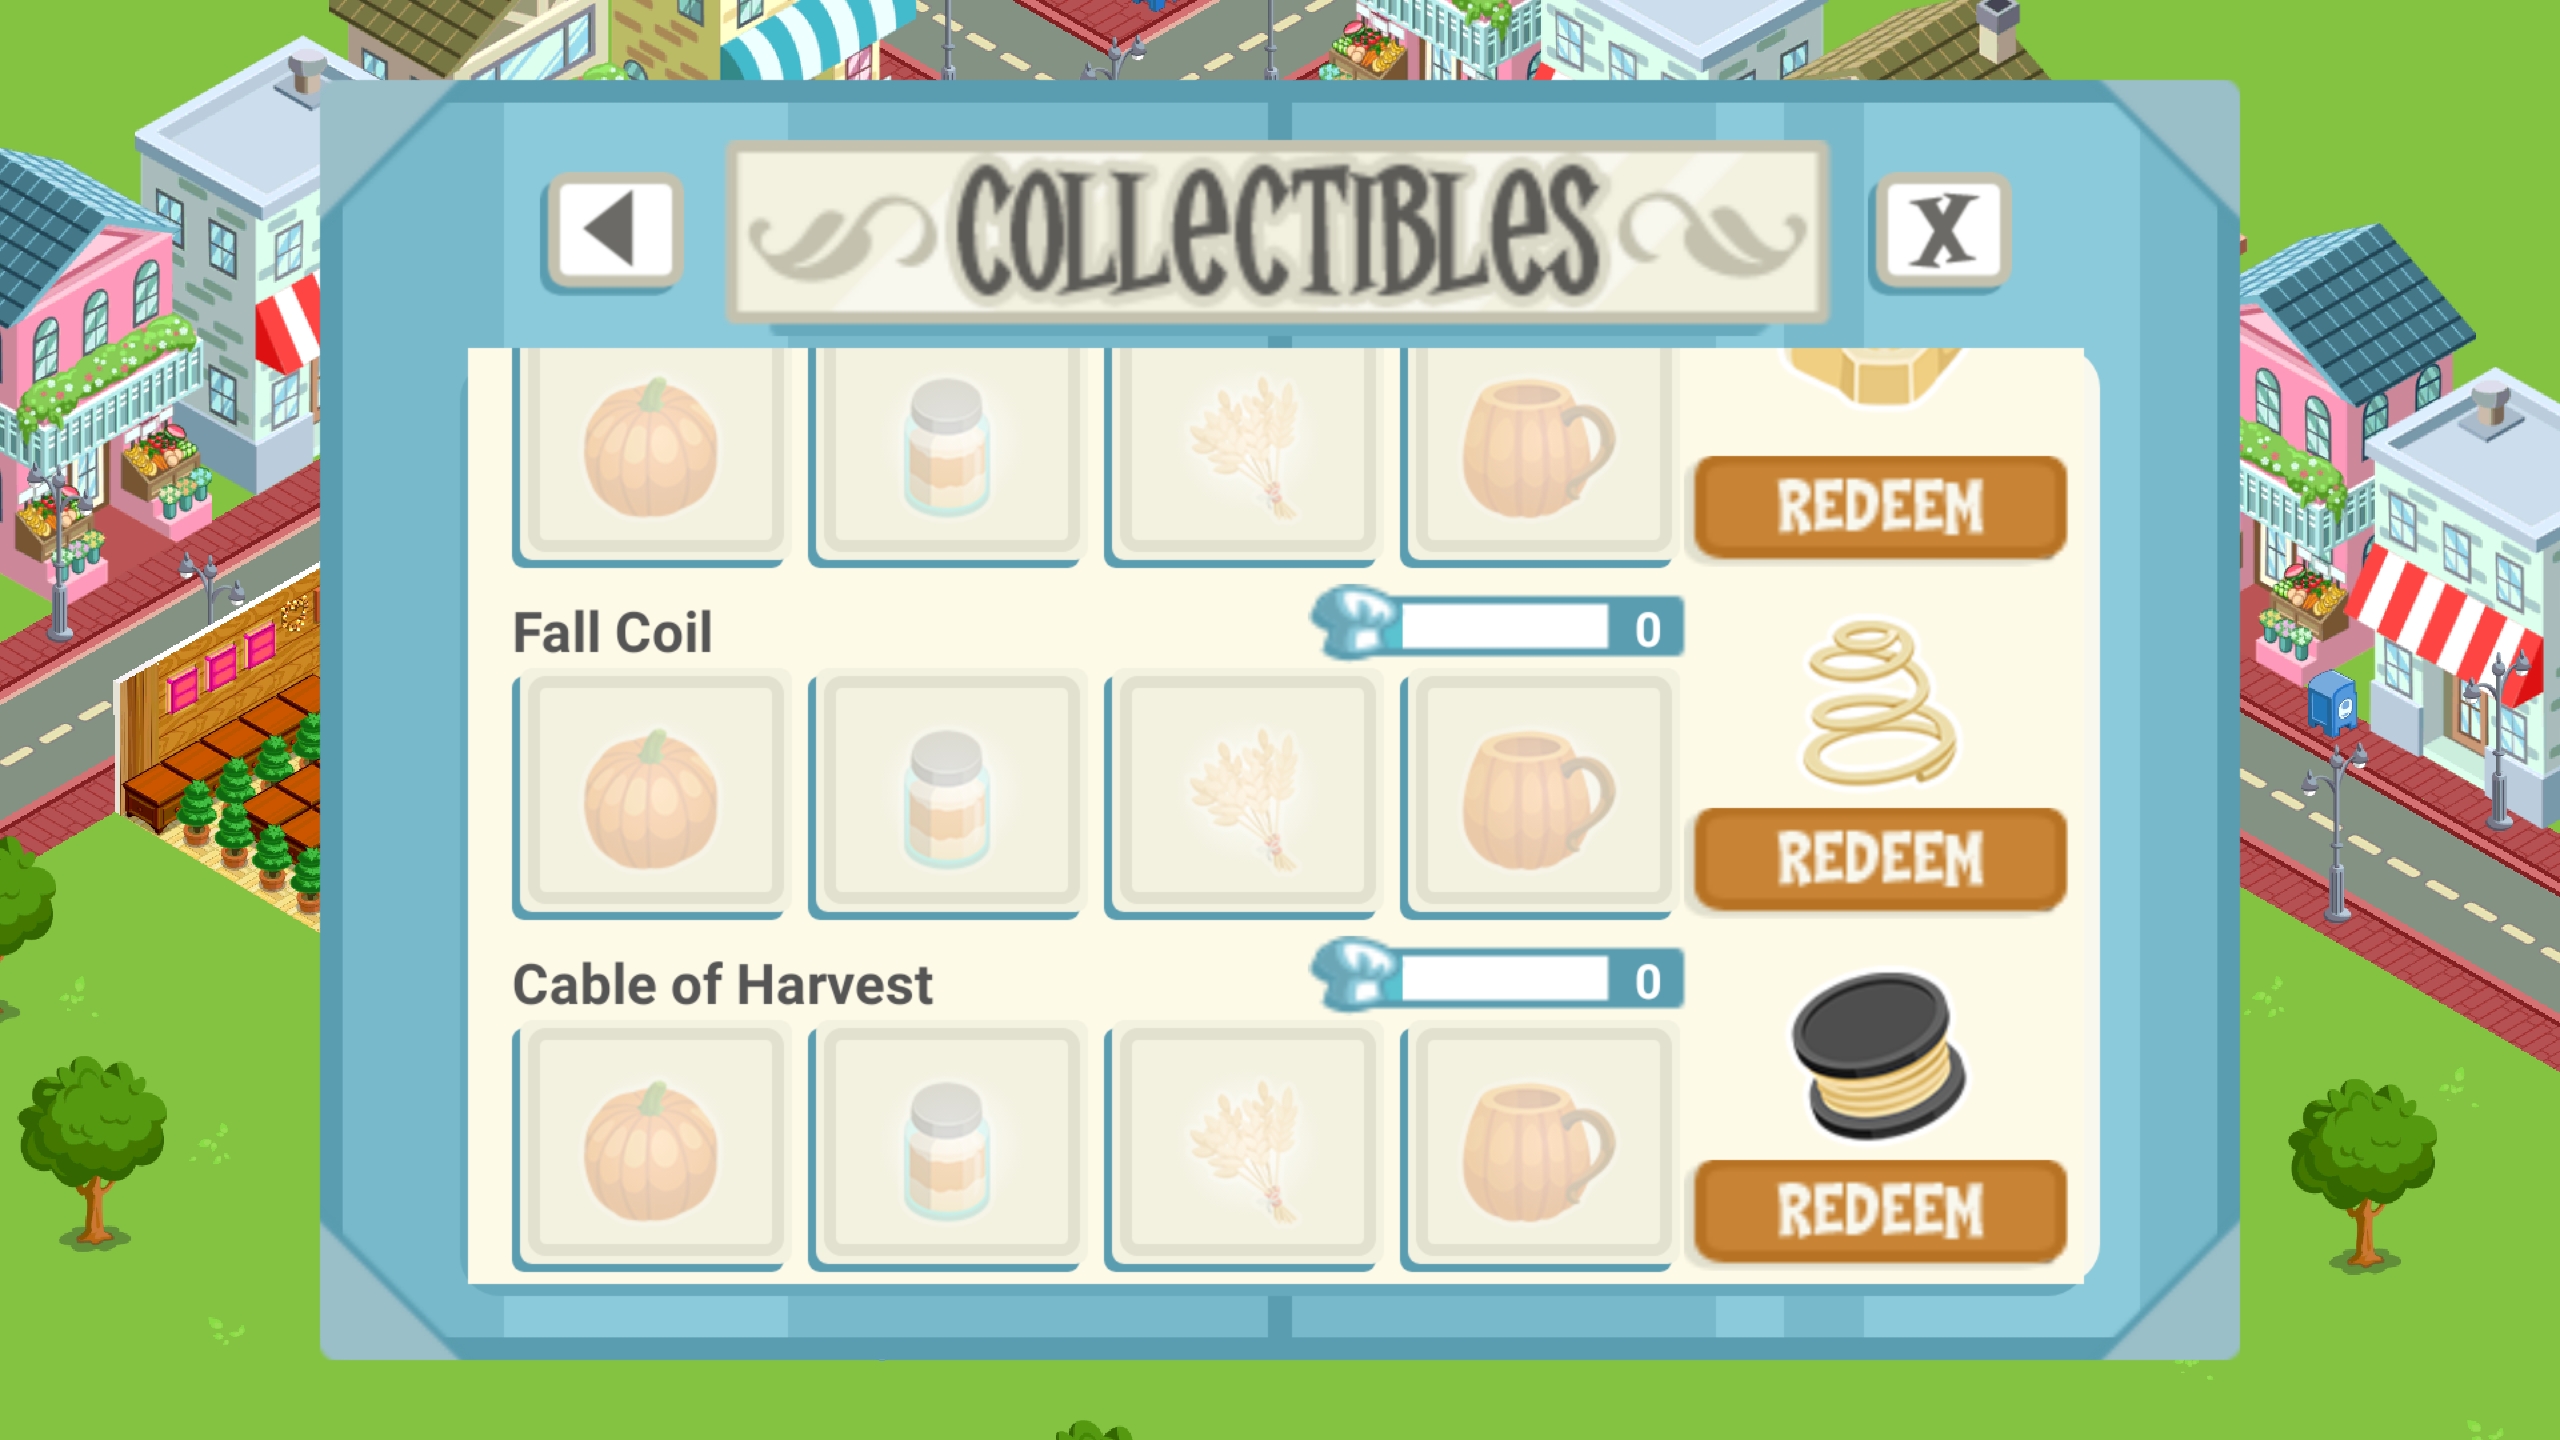 COLLECTIBLES
X
REDEEM
Fall Coil
0
REDEEM
Cable of Harvest
0
REDEEM